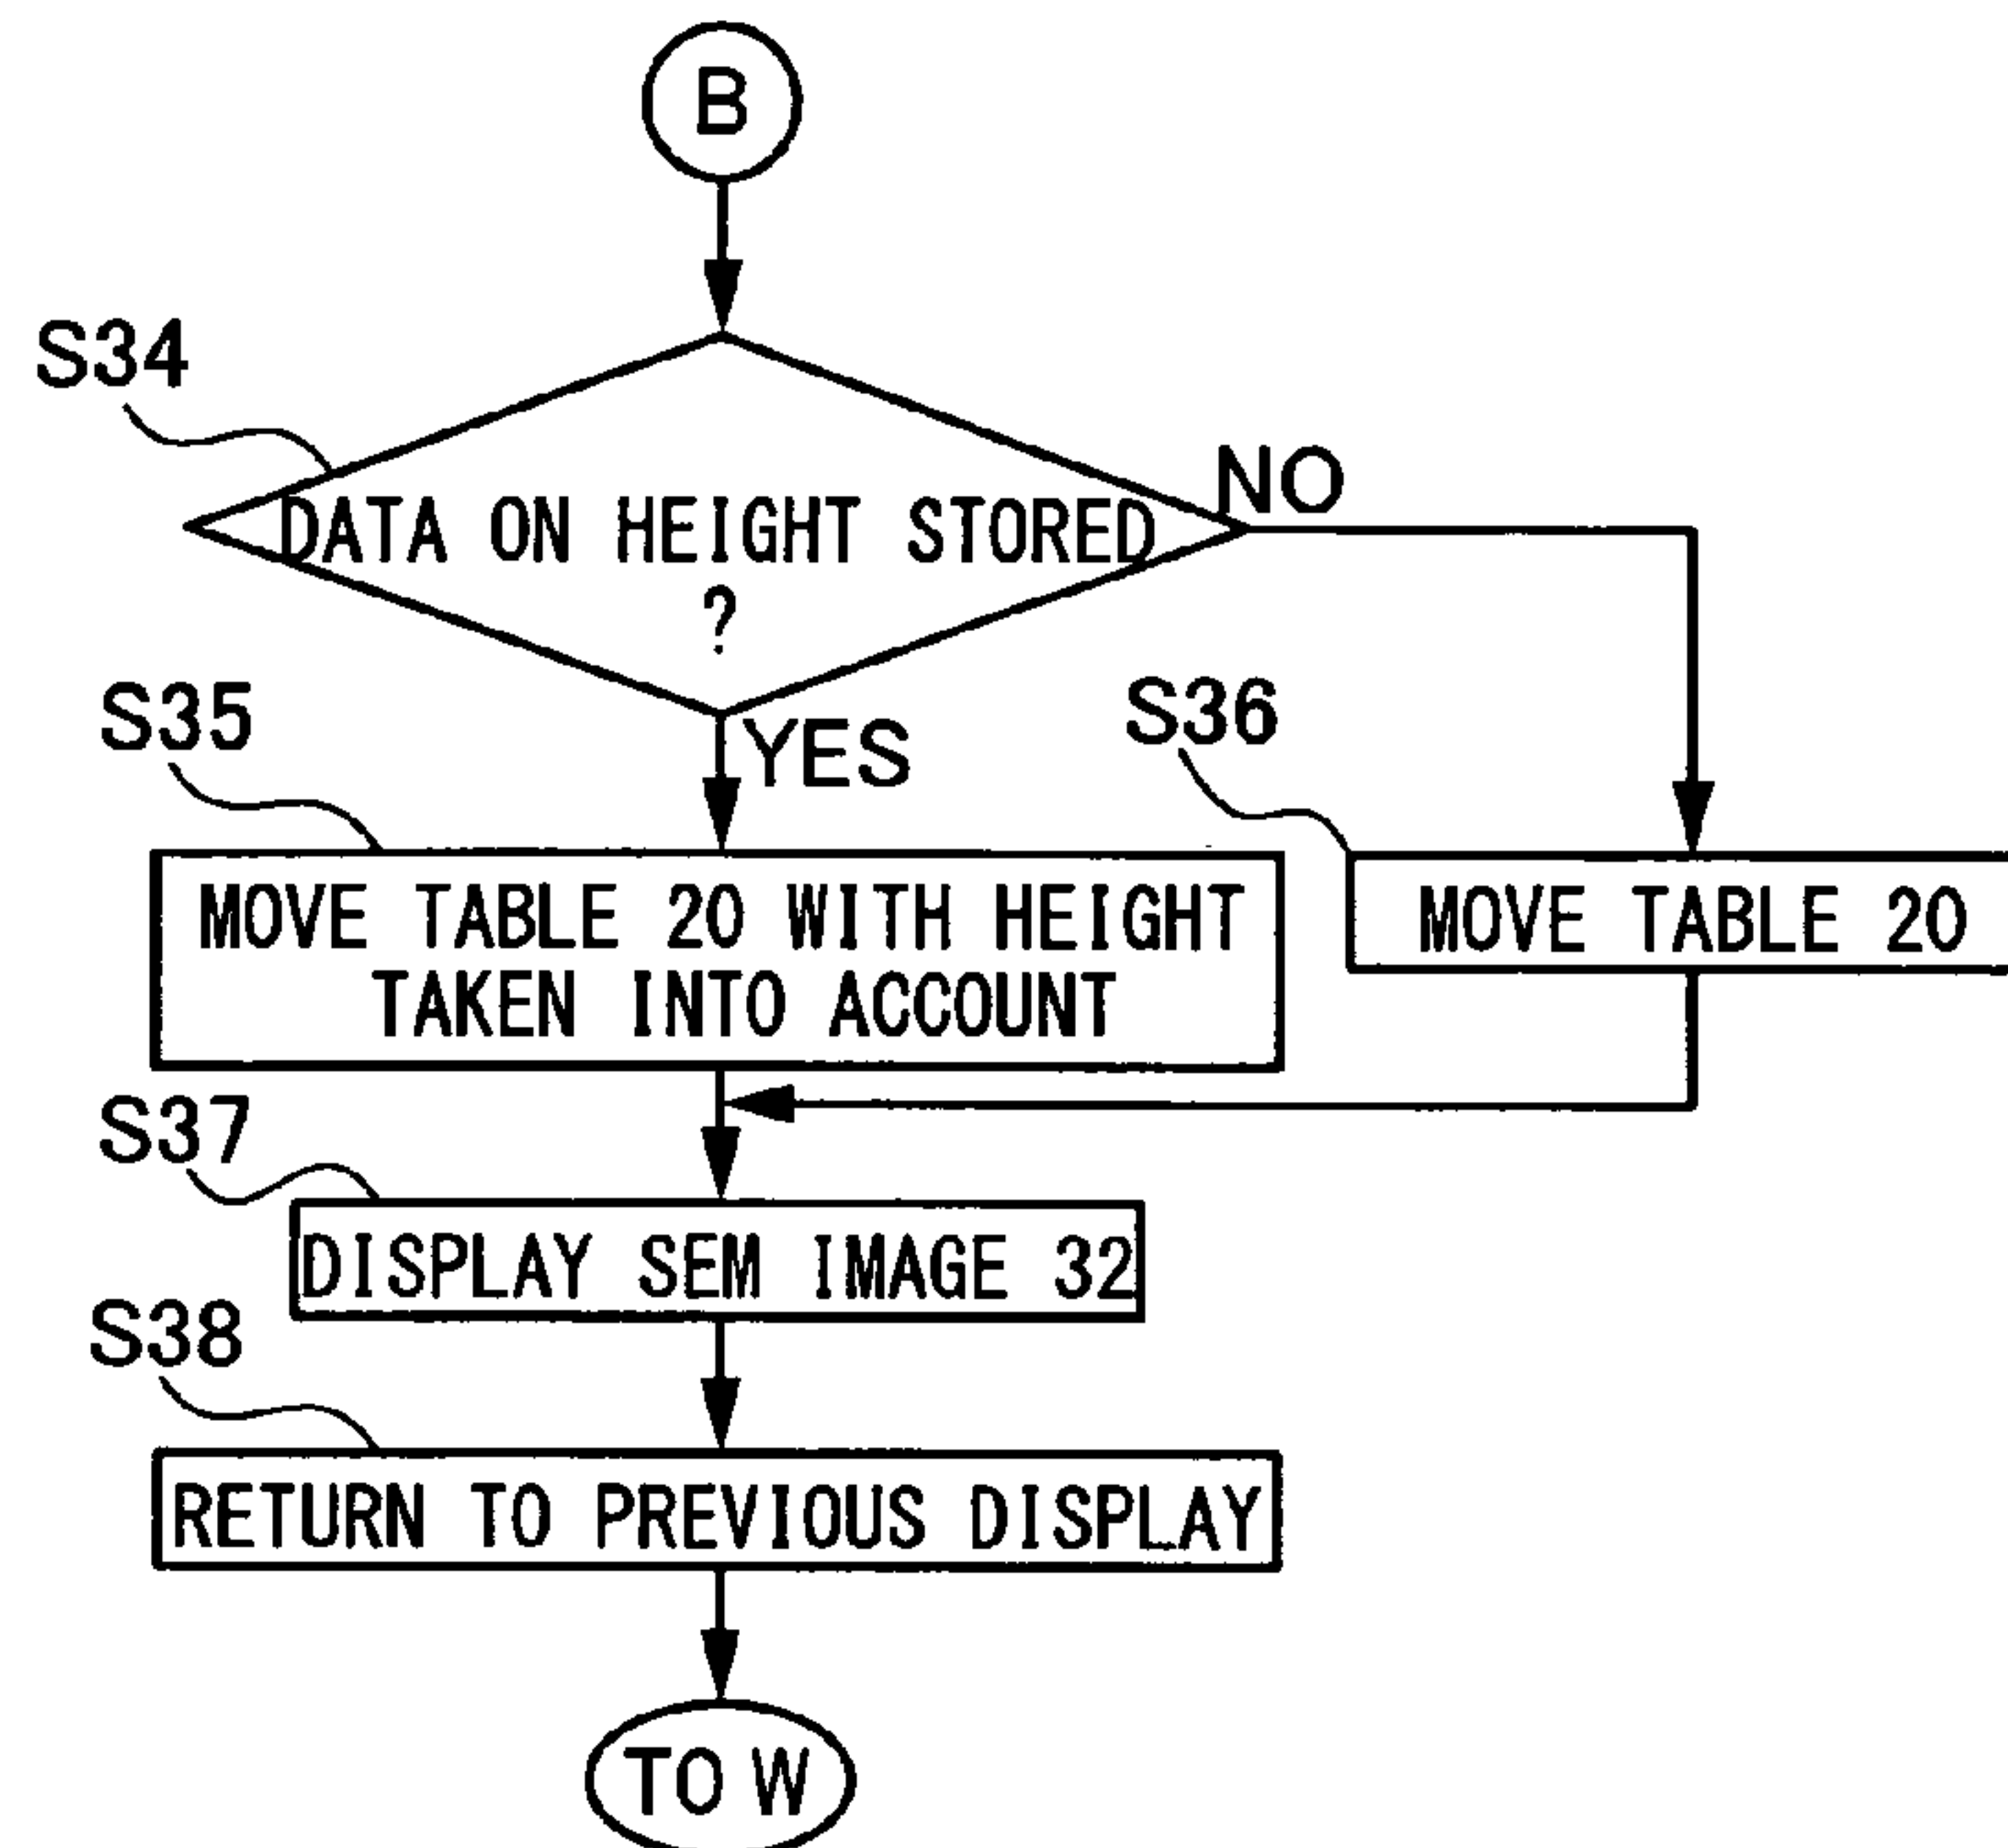 B
S34
NO
DATA ON HEIGHT STORED
?
S35
YES
S36
MOVE TABLE 20 WITH HEIGHT
TAKEN INTO ACCOUNT
MOVE TABLE 20
S37
DISPLAY SEM IMAGE 32
S38
RETURN TO PREVIOUS DISPLAY
TO W